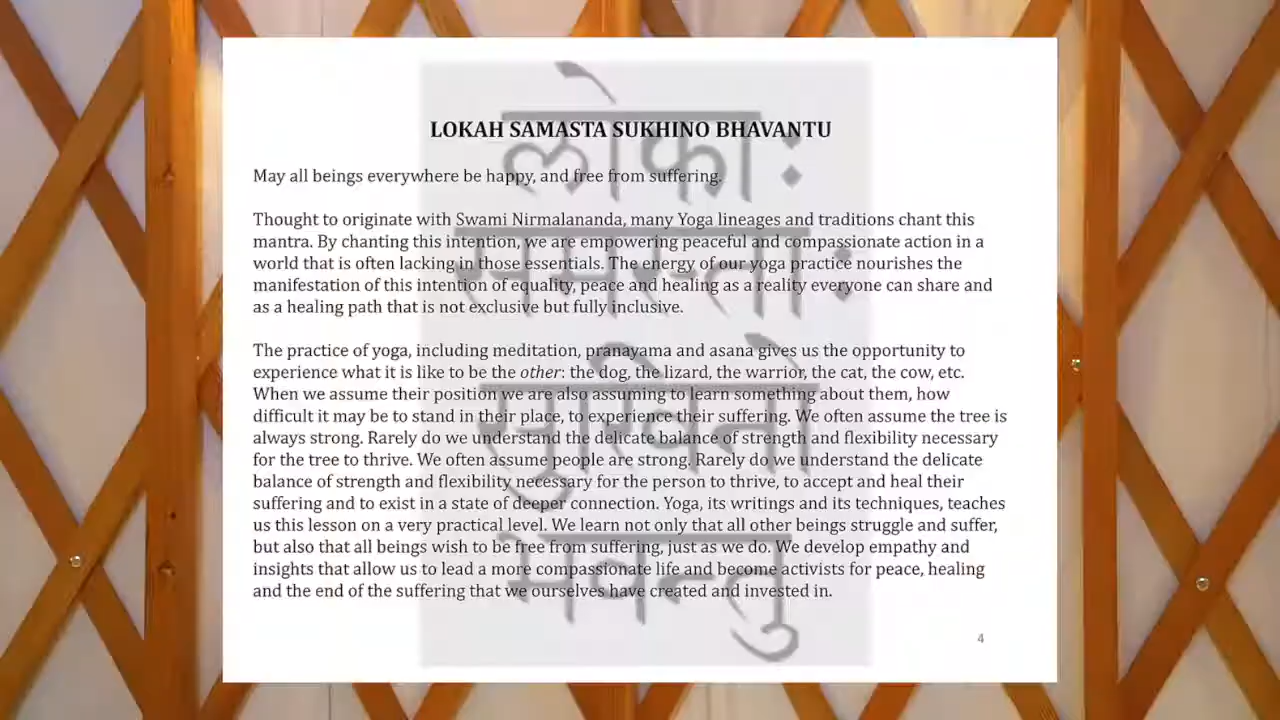 LOKAH SAMASTA SUKHINO BHAVANTU
May all beings everywhere be happy, and free from suffering.
Thought to originate with Swami Nirmalananda, many Yoga lineages and traditions chant this
mantra. By chanting this intention, we are empowering peaceful and compassionate action in a
world that is often lacking in those essentials. The energy of our yoga practice nourishes the
manifestation of this intention of equality, peace and healing as a reality everyone can share and
as a healing path that is not exclusive but fully inclusive.
The practice of yoga, including meditation, pranayama and asana gives us the opportunity to
experience what it is like to be the other: the dog, the lizard, the warrior, the cat, the cow, etc.
When we assume their position we are also assuming to learn something about them, how
difficult it may be to stand in their place, to experience their suffering. We often assume the tree is
always strong. Rarely do we understand the delicate balance of strength and flexibility necessary
for the tree to thrive. We often assume people are strong. Rarely do we understand the delicate
balance of strength and flexibility necessary for the person to thrive, to accept and heal their
suffering and to exist in a state of deeper connection. Yoga, its writings and its techniques, teaches
us this lesson on a very practical level. We learn not only that all other beings struggle and suffer,
but also that all beings wish to be free from suffering, just as we do. We develop empathy and
insights that allow us to lead a more compassionate life and become activists for peace, healing
and the end of the suffering that we ourselves have created and invested in.
4
लोकाः
समस्ताः
सुखिनो
भवन्तु